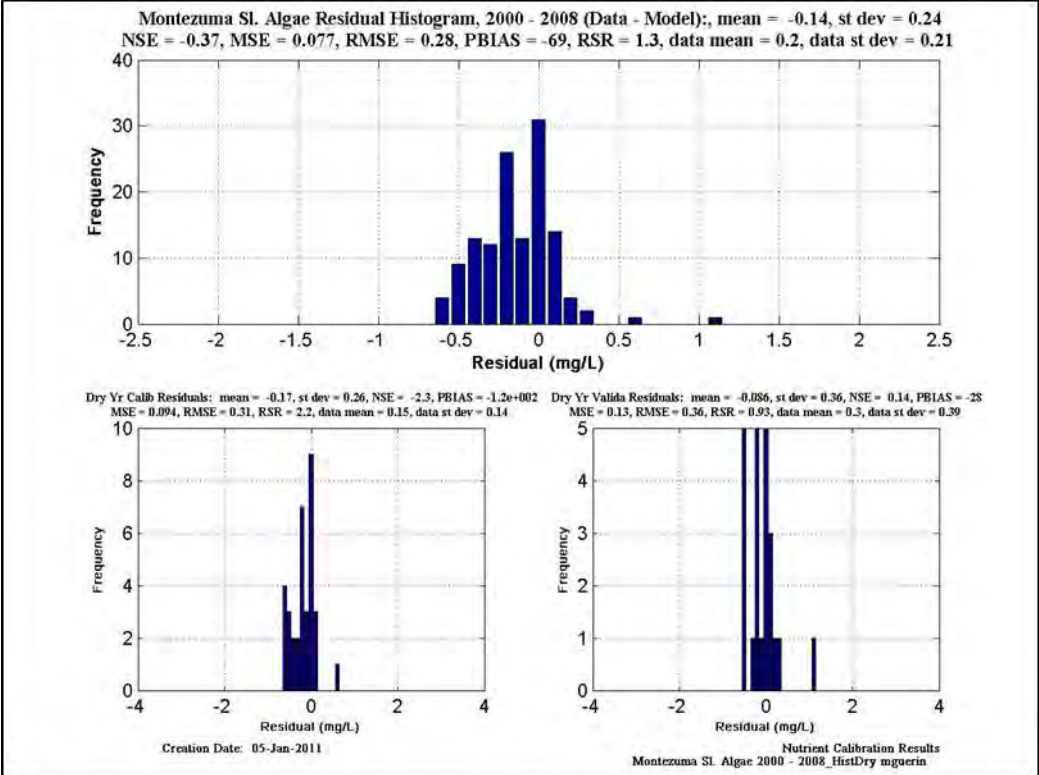 Montezuma Sl. Algae Residual Histogram, 2000 - 2008 (Data - Model):, mean = -0.14, st dev = 0.24
NSE = -0.37, MSE = 0.077, RMSE = 0.28, PBIAS = -69, RSR = 1.3, data mean = 0.2, data st dev = 0.21
40
30
20
10
0
Frequency
-2.5 -2 -1.5 -1 -0.5 0 0.5 1 1.5 2 2.5
Residual (mg/L)
Dry Yr Calib Residuals: mean = -0.17, st dev = 0.26, NSE = -2.3, PBIAS = -1.2e+002
MSE = 0.094, RMSE = 0.31, RSR = 2.2, data mean = 0.15, data st dev = 0.14
10
8
6
4
2
0
Frequency
-4 -2 0 2 4
Residual (mg/L)
Dry Yr Valida Residuals: mean = -0.086, st dev = 0.36, NSE = 0.14, PBIAS = -28
MSE = 0.13, RMSE = 0.36, RSR = 0.93, data mean = 0.3, data st dev = 0.39
5
4
3
2
1
0
Frequency
-4 -2 0 2 4
Residual (mg/L)
Creation Date: 05-Jan-2011
Nutrient Calibration Results
Montezuma Sl. Algae 2000 - 2008_HistDry mguerin